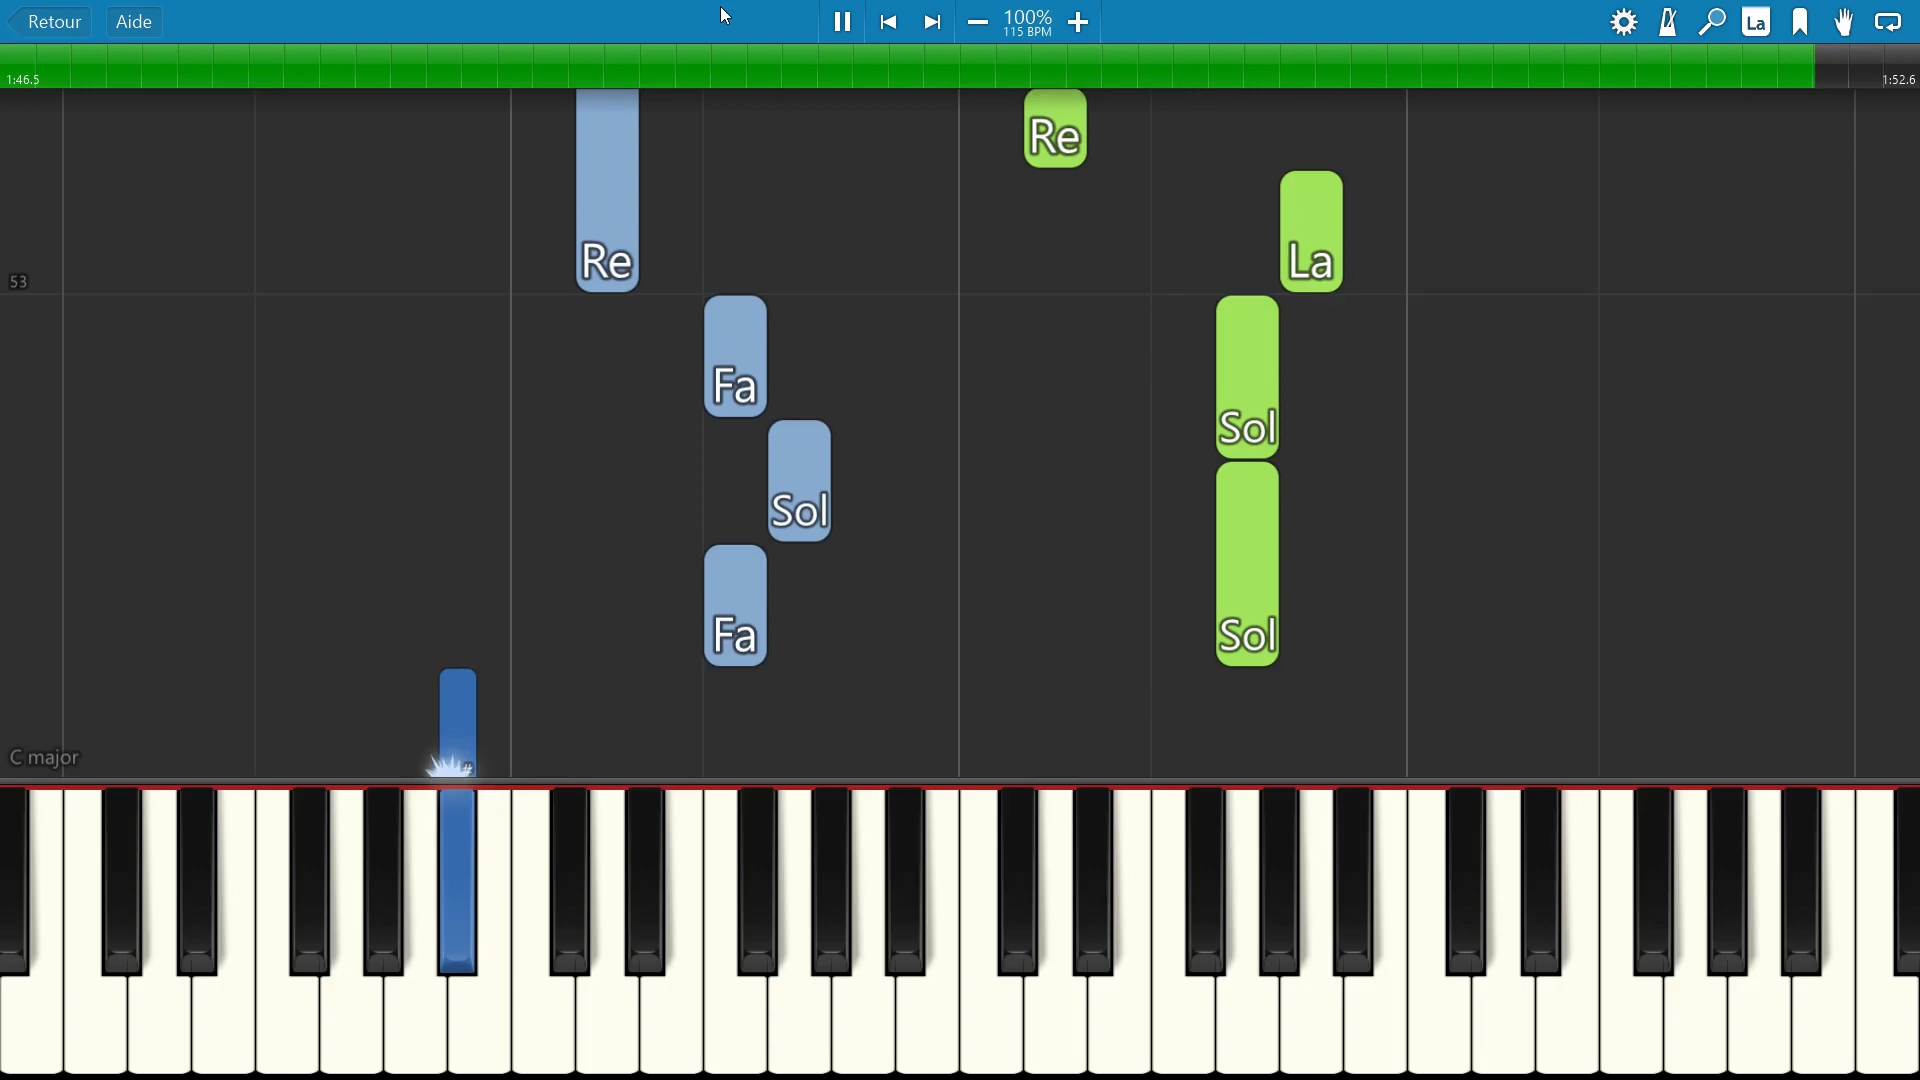 Retour
Aide
100%
115 BPM
La
1:46.5
1:52.6
Re
Re
La
53
Fa
Sol
Sol
Fa
Sol
C major
#